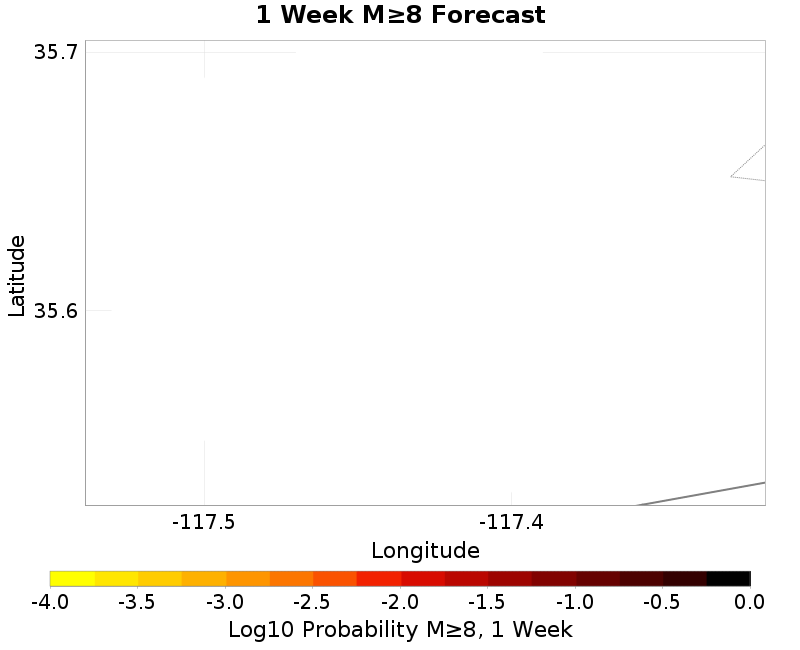 1 Week M≥8 Forecast
35.7
35.6
Latitude
-117.5 -117.4
Longitude
-4.0 -3.5 -3.0 -2.5 -2.0 -1.5 -1.0 -0.5 0.0
Log10 Probability M≥8, 1 Week